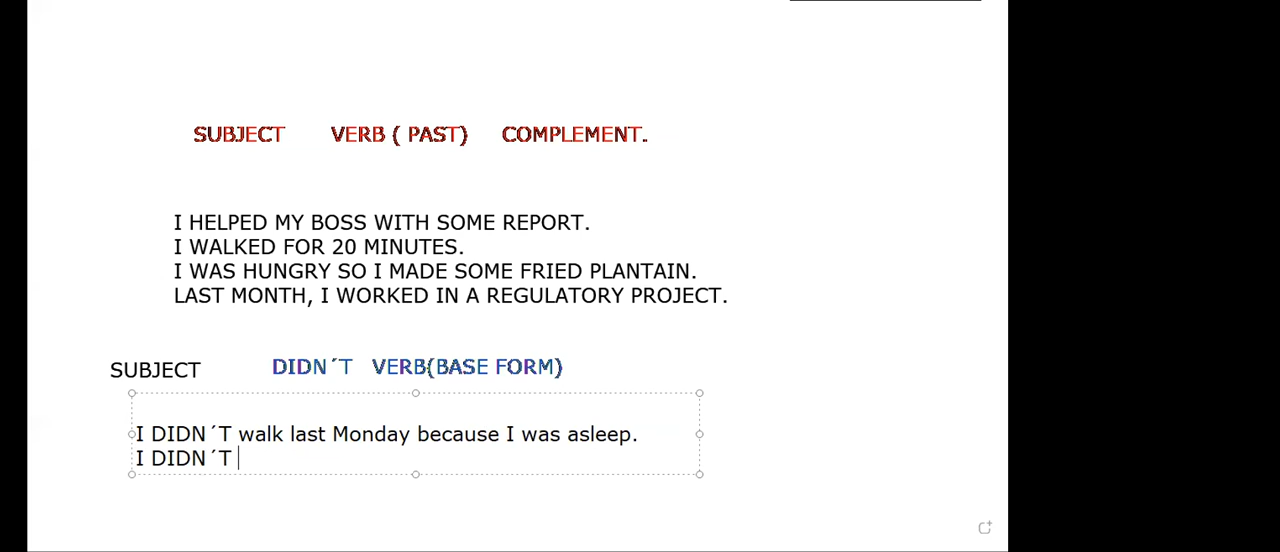 SUBJECT VERB ( PAST) COMPLEMENT.
I HELPED MY BOSS WITH SOME REPORT.
I WALKED FOR 20 MINUTES.
I WAS HUNGRY SO I MADE SOME FRIED PLANTAIN.
LAST MONTH, I WORKED IN A REGULATORY PROJECT.
SUBJECT DIDN´T VERB(BASE FORM)
I DIDN´T walk last Monday because I was asleep.
I DIDN´T